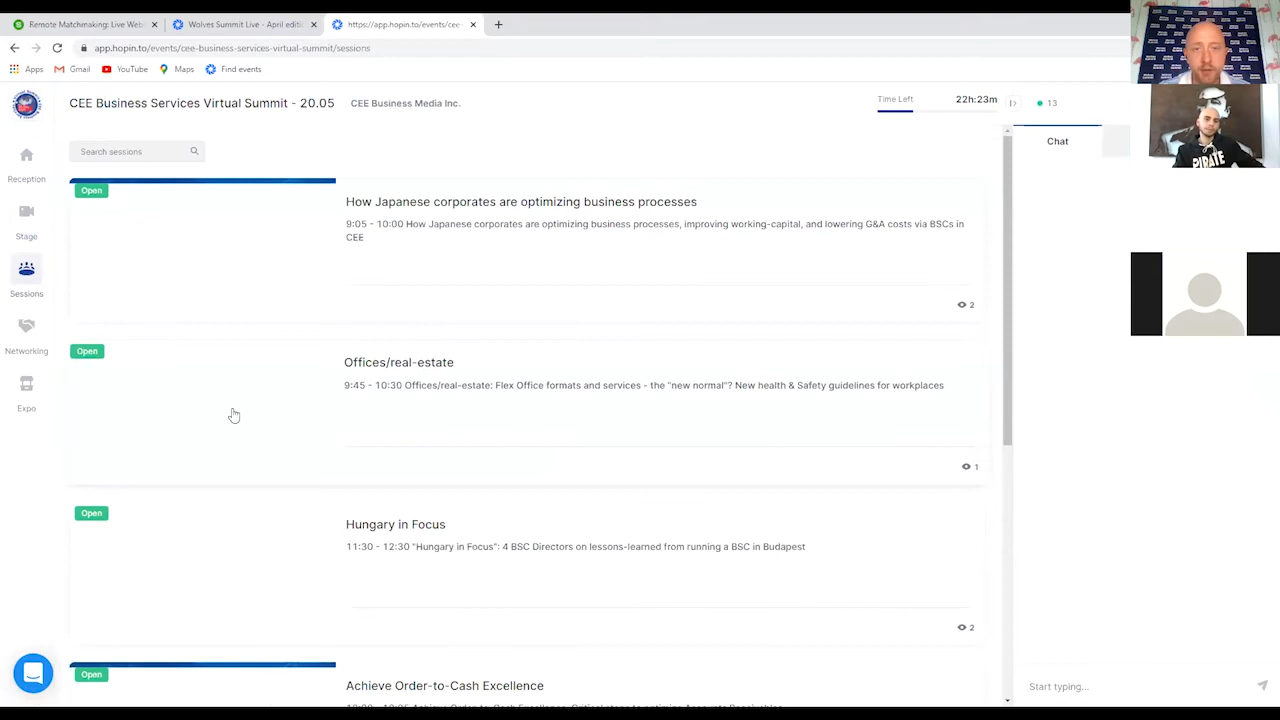 Remote Matchmaking: Live Web
Wolves Summit Live - April editi
https://app.hopin.to/events/cee
app.hopin.to/events/cee-business-services-virtual-summit/sessions
Apps
Gmail
YouTube
Maps
Find events
CEE Business Services Virtual Summit - 20.05
CEE Business Media Inc.
Time Left
22h:23m
13
Chat
Search sessions
Reception
Stage
Sessions
Networking
Expo
Open
How Japanese corporates are optimizing business processes
9:05 - 10:00 How Japanese corporates are optimizing business processes, improving working-capital, and lowering G&A costs via BSCs in
CEE
2
Open
Offices/real-estate
9:45 - 10:30 Offices/real-estate: Flex Office formats and services - the "new normal"? New health & Safety guidelines for workplaces
1
Open
Hungary in Focus
11:30 - 12:30 "Hungary in Focus": 4 BSC Directors on lessons-learned from running a BSC in Budapest
2
Open
Achieve Order-to-Cash Excellence
Start typing...
PIRATE